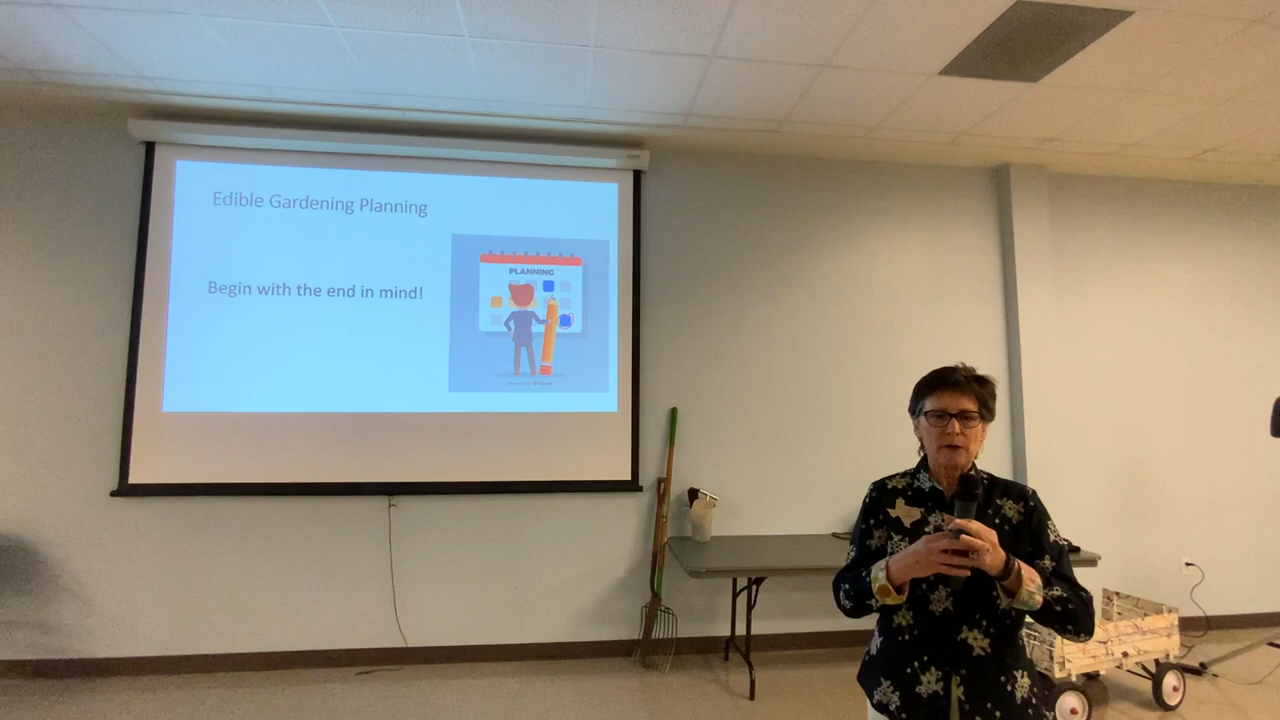 Edible Gardening Planning
Begin with the end in mind!
PLANNING